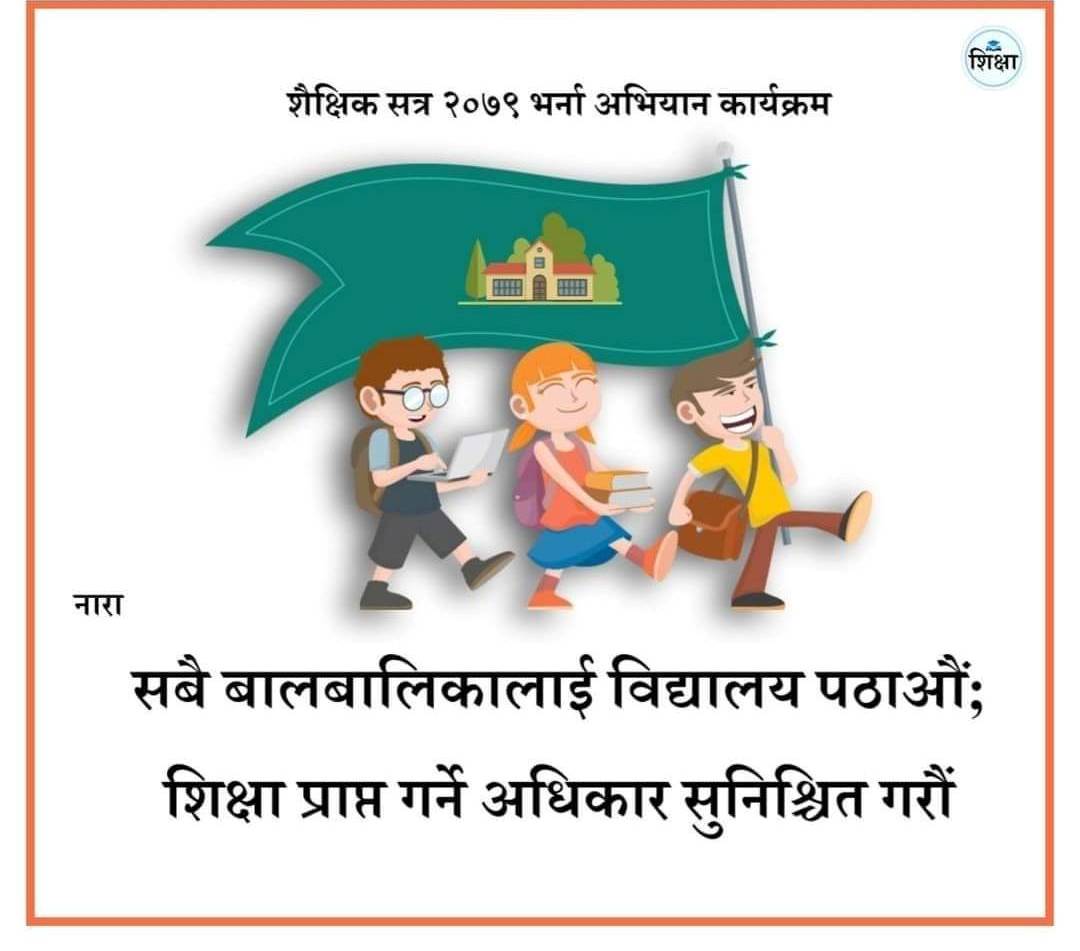 शिक्षा
शैक्षिक सत्र २०७९ भर्ना अभियान कार्यक्रम
नारा
सबै बालबालिकालाई विद्यालय पठाऔं;
शिक्षा प्राप्त गर्ने अधिकार सुनिश्चित गरौं